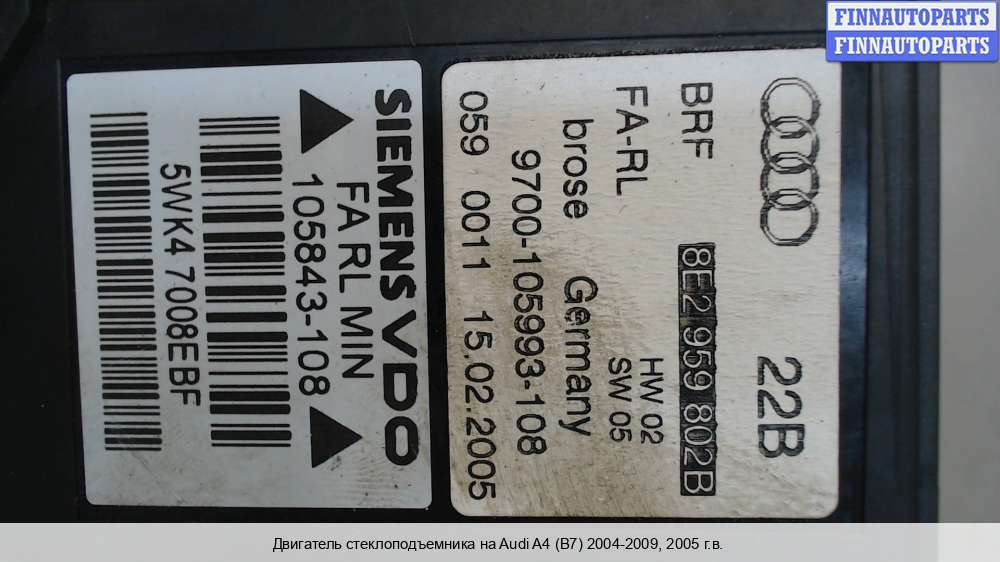 FINNAUTOPARTS
FINNAUTOPARTS
22B
BRF
8E2 959 802B
FA-RL
HW 02
SW 05
brose Germany
9700-105993-108
059 0011 15.02.2005
SIEMENS VDO
FA RL MIN
105843-108
5WK4 7008EBF
Двигатель стеклоподъемника на Audi A4 (B7) 2004-2009, 2005 г.в.